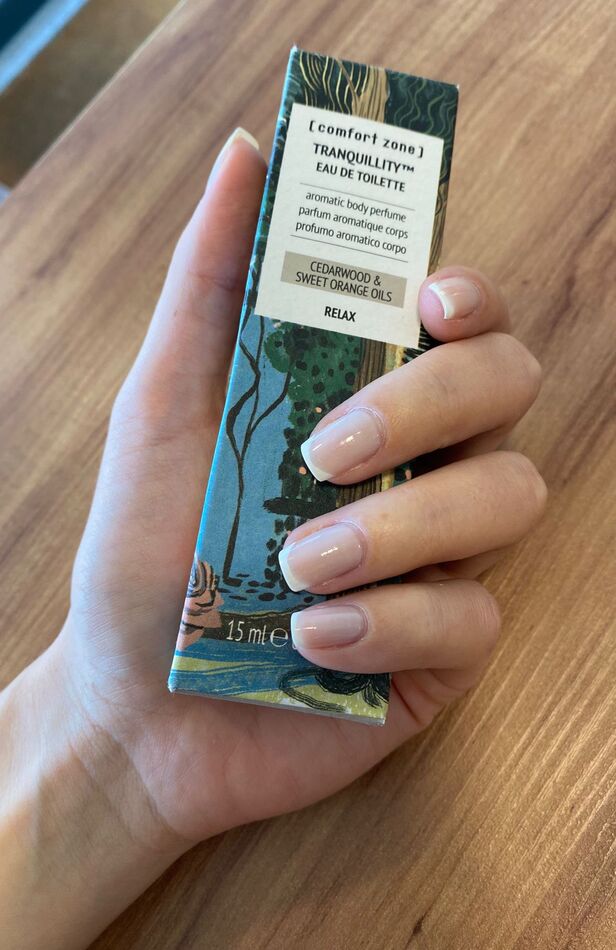 [comfort zone]
TRANQUILLITY™
EAU DE TOILETTE
aromatic body perfume
parfum aromatique corps
profumo aromatico corpo
CEDARWOOD &
SWEET ORANGE OILS
RELAX
15 ml ℮